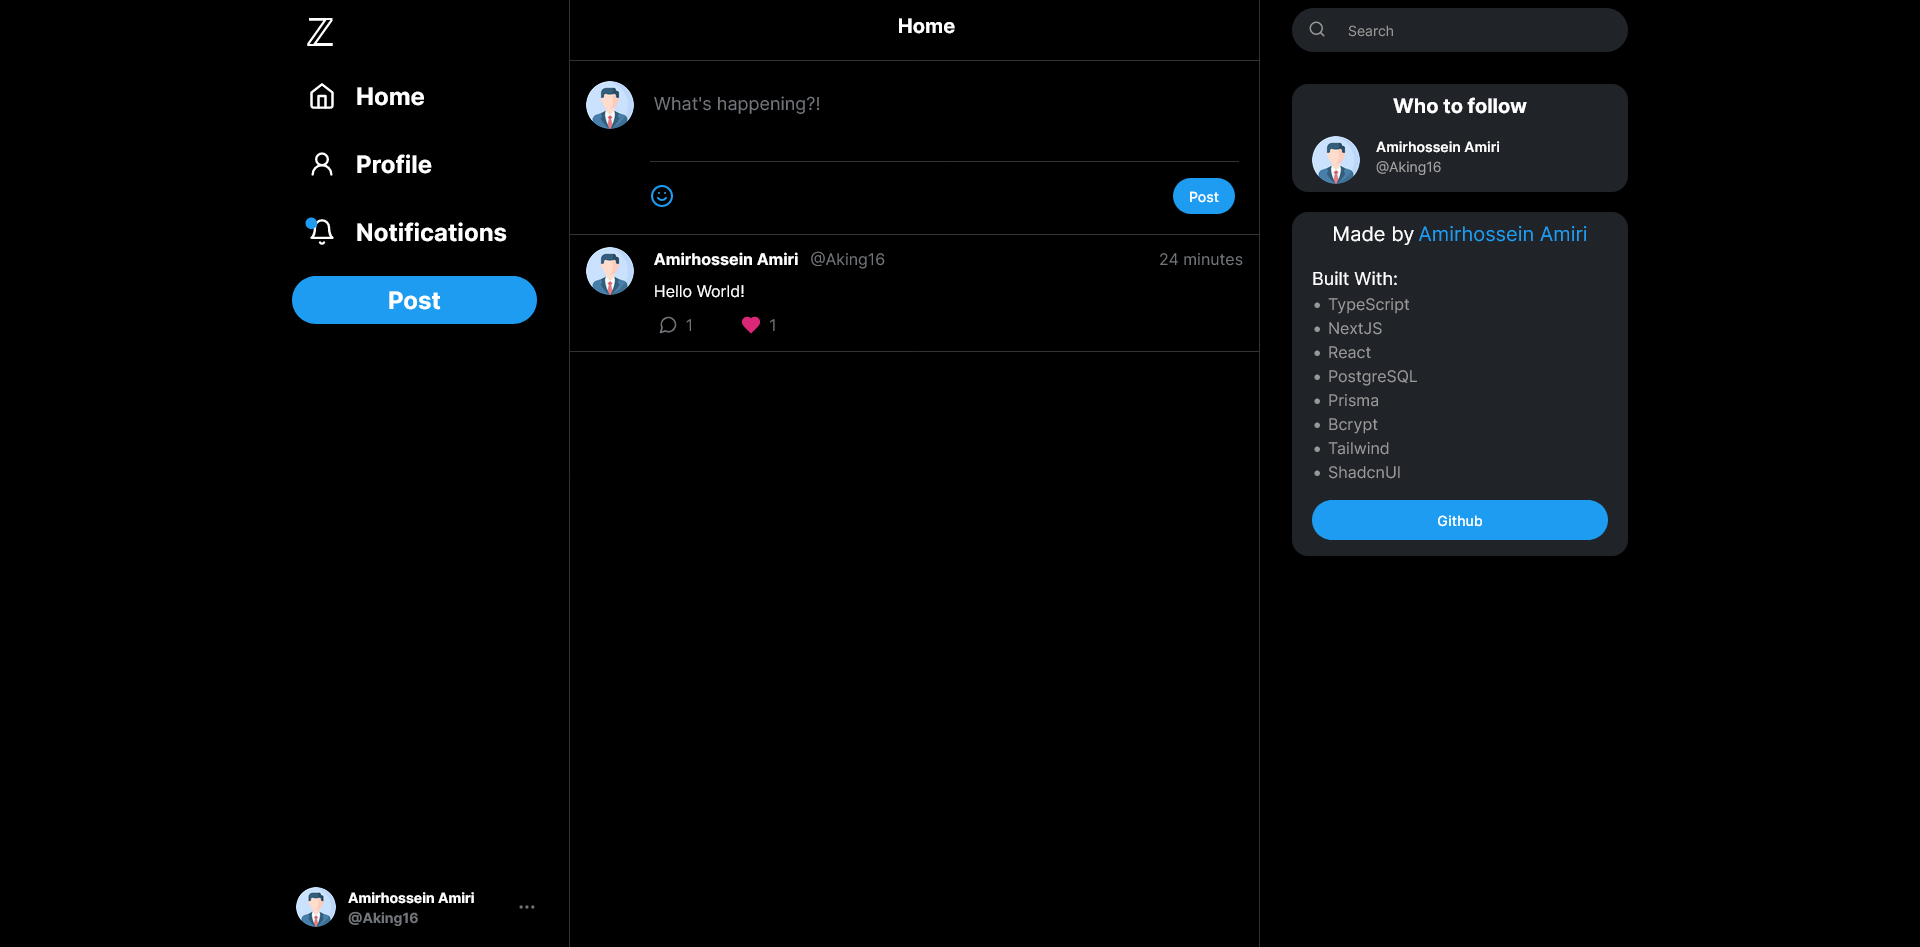 Home
Profile
Notifications
Post
Amirhossein Amiri
@Aking16
Home
What's happening?!
Post
Amirhossein Amiri @Aking16 24 minutes
Hello World!
1 1
Search
Who to follow
Amirhossein Amiri
@Aking16
Made by Amirhossein Amiri
Built With:
• TypeScript
• NextJS
• React
• PostgreSQL
• Prisma
• Bcrypt
• Tailwind
• ShadcnUI
Github